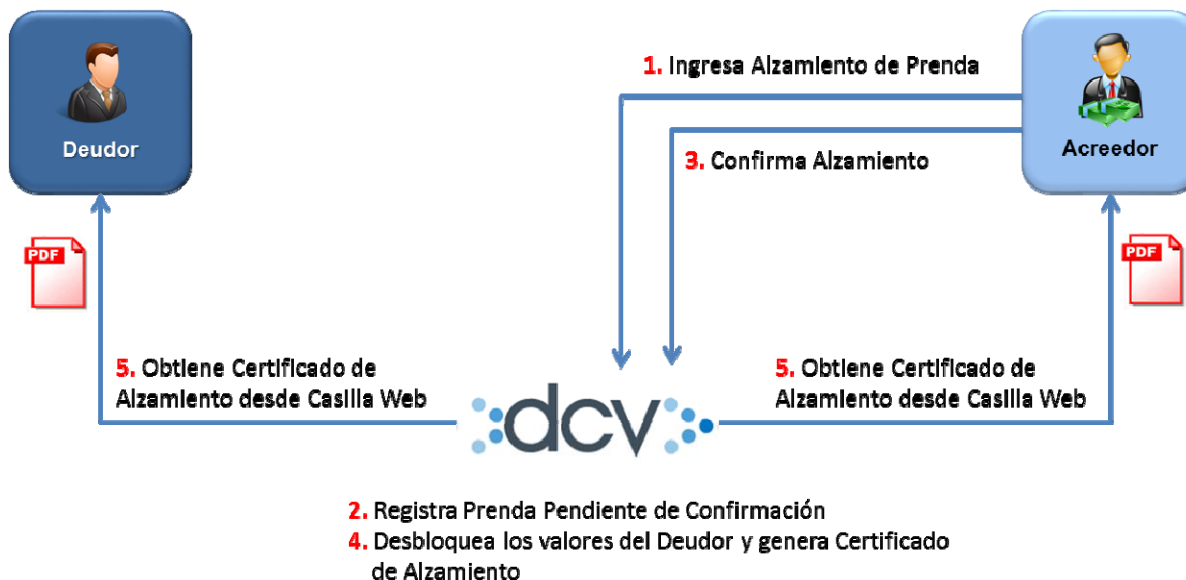 Deudor
1. Ingresa Alzamiento de Prenda
3. Confirma Alzamiento
Acreedor
PDF
PDF
5. Obtiene Certificado de
Alzamiento desde Casilla Web
5. Obtiene Certificado de
Alzamiento desde Casilla Web
dcv
2. Registra Prenda Pendiente de Confirmación
4. Desbloquea los valores del Deudor y genera Certificado
de Alzamiento